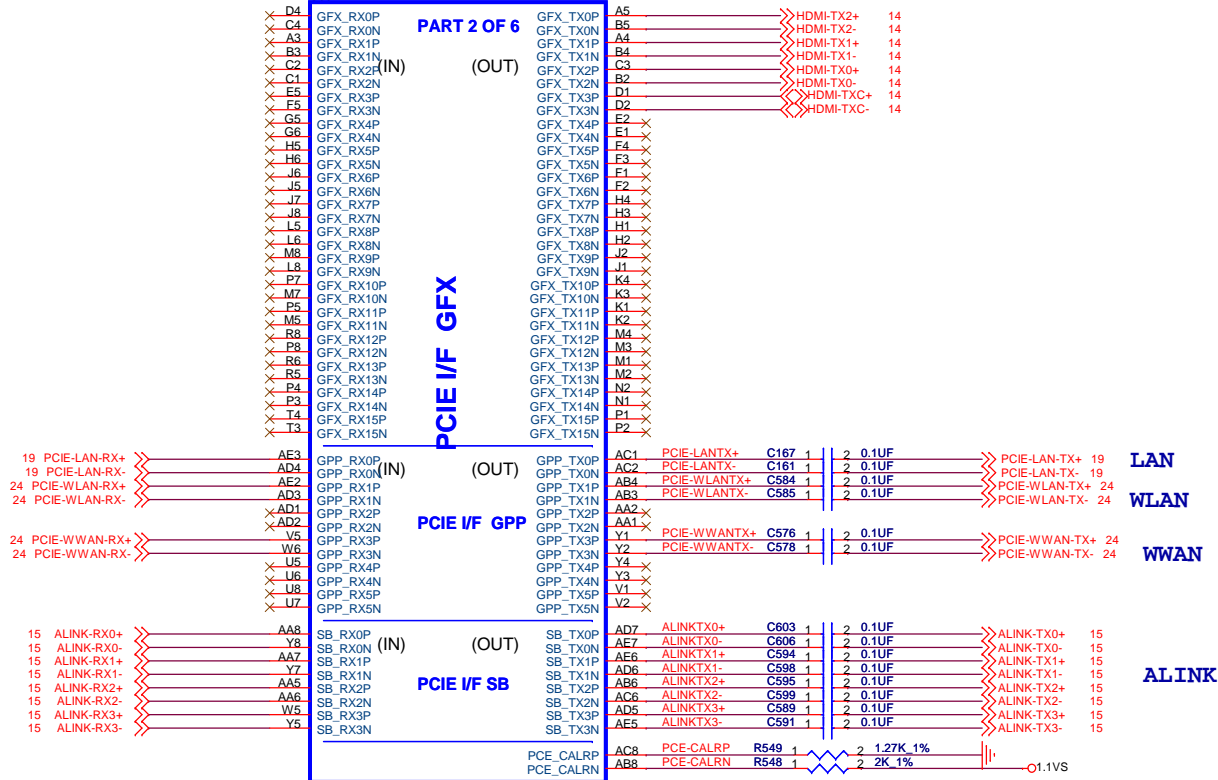 D4 GFX_RX0P PART 2 OF 6 GFX_TX0P A5 HDMI-TX2+ 14
C4 GFX_RX0N GFX_TX0N B5 HDMI-TX2- 14
A3 GFX_RX1P GFX_TX1P A4 HDMI-TX1+ 14
B3 GFX_RX1N GFX_TX1N B4 HDMI-TX1- 14
C2 GFX_RX2P (IN) (OUT) GFX_TX2P C3 HDMI-TX0+ 14
C1 GFX_RX2N GFX_TX2N B2 HDMI-TX0- 14
E5 GFX_RX3P GFX_TX3P D1 HDMI-TXC+ 14
F5 GFX_RX3N GFX_TX3N D2 HDMI-TXC- 14
G5 GFX_RX4P GFX_TX4P E2
G6 GFX_RX4N GFX_TX4N E1
H5 GFX_RX5P GFX_TX5P F4
H6 GFX_RX5N GFX_TX5N F3
J6 GFX_RX6P GFX_TX6P F1
J5 GFX_RX6N GFX_TX6N F2
J7 GFX_RX7P GFX_TX7P H4
J8 GFX_RX7N GFX_TX7N H3
L5 GFX_RX8P GFX_TX8P H1
L6 GFX_RX8N GFX_TX8N H2
M8 GFX_RX9P GFX_TX9P J2
L8 GFX_RX9N GFX_TX9N J1
P7 GFX_RX10P GFX_TX10P K4
M7 GFX_RX10N GFX_TX10N K3
P5 GFX_RX11P GFX_TX11P K1
M5 GFX_RX11N GFX_TX11N K2
R8 GFX_RX12P GFX_TX12P M4
P8 GFX_RX12N GFX_TX12N M3
R6 GFX_RX13P GFX_TX13P M1
R5 GFX_RX13N GFX_TX13N M2
P4 GFX_RX14P GFX_TX14P N2
P3 GFX_RX14N GFX_TX14N N1
T4 GFX_RX15P GFX_TX15P P1
T3 GFX_RX15N GFX_TX15N P2
PCIE I/F GFX
19 PCIE-LAN-RX+ AE3 GPP_RX0P (IN) (OUT) GPP_TX0P AC1 PCIE-LANTX+ C167 1 2 0.1UF PCIE-LAN-TX+ 19 LAN
19 PCIE-LAN-RX- AD4 GPP_RX0N GPP_TX0N AC2 PCIE-LANTX- C161 1 2 0.1UF PCIE-LAN-TX- 19
24 PCIE-WLAN-RX+ AE2 GPP_RX1P GPP_TX1P AB4 PCIE-WLANTX+ C584 1 2 0.1UF PCIE-WLAN-TX+ 24
24 PCIE-WLAN-RX- AD3 GPP_RX1N GPP_TX1N AB3 PCIE-WLANTX- C585 1 2 0.1UF PCIE-WLAN-TX- 24 WLAN
AD1 GPP_RX2P GPP_TX2P AA2
AD2 GPP_RX2N PCIE I/F GPP GPP_TX2N AA1
24 PCIE-WWAN-RX+ V5 GPP_RX3P GPP_TX3P Y1 PCIE-WWANTX+ C576 1 2 0.1UF PCIE-WWAN-TX+ 24
24 PCIE-WWAN-RX- W6 GPP_RX3N GPP_TX3N Y2 PCIE-WWANTX- C578 1 2 0.1UF PCIE-WWAN-TX- 24 WWAN
U5 GPP_RX4P GPP_TX4P Y4
U6 GPP_RX4N GPP_TX4N Y3
U8 GPP_RX5P GPP_TX5P V1
U7 GPP_RX5N GPP_TX5N V2
15 ALINK-RX0+ AA8 SB_RX0P (IN) (OUT) SB_TX0P AD7 ALINKTX0+ C603 1 2 0.1UF ALINK-TX0+ 15
15 ALINK-RX0- Y8 SB_RX0N SB_TX0N AE7 ALINKTX0- C606 1 2 0.1UF ALINK-TX0- 15
15 ALINK-RX1+ AA7 SB_RX1P SB_TX1P AE6 ALINKTX1+ C594 1 2 0.1UF ALINK-TX1+ 15
15 ALINK-RX1- Y7 SB_RX1N SB_TX1N AD6 ALINKTX1- C598 1 2 0.1UF ALINK-TX1- 15 ALINK
15 ALINK-RX2+ AA5 SB_RX2P PCIE I/F SB SB_TX2P AB6 ALINKTX2+ C595 1 2 0.1UF ALINK-TX2+ 15
15 ALINK-RX2- AA6 SB_RX2N SB_TX2N AC6 ALINKTX2- C599 1 2 0.1UF ALINK-TX2- 15
15 ALINK-RX3+ W5 SB_RX3P SB_TX3P AD5 ALINKTX3+ C589 1 2 0.1UF ALINK-TX3+ 15
15 ALINK-RX3- Y5 SB_RX3N SB_TX3N AE5 ALINKTX3- C591 1 2 0.1UF ALINK-TX3- 15
PCE_CALRP AC8 PCE-CALRP R549 1 2 1.27K_1%
PCE_CALRN AB8 PCE-CALRN R548 1 2 2K_1% 1.1VS